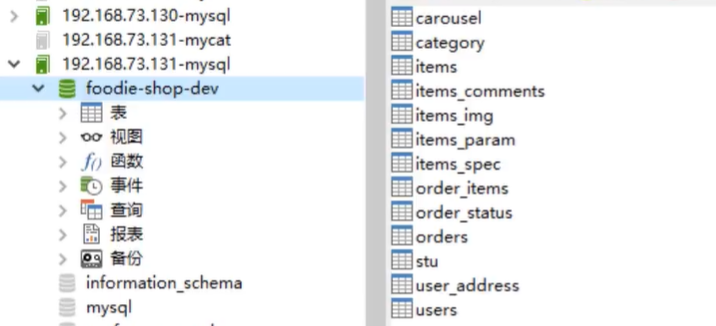 192.168.73.130-mysql
192.168.73.131-mycat
192.168.73.131-mysql
foodie-shop-dev
表
视图
f()
函数
事件
查询
报表
备份
information_schema
mysql
carousel
category
items
items_comments
items_img
items_param
items_spec
order_items
order_status
orders
stu
user_address
users